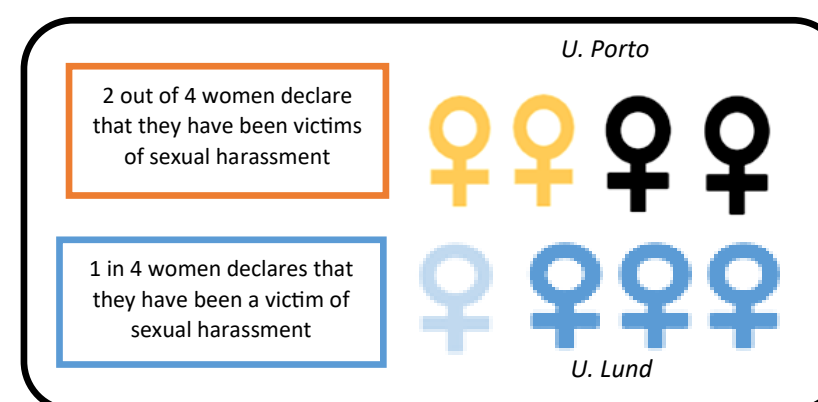 U. Porto
2 out of 4 women declare
that they have been victims
of sexual harassment
1 in 4 women declares that
they have been a victim of
sexual harassment
U. Lund